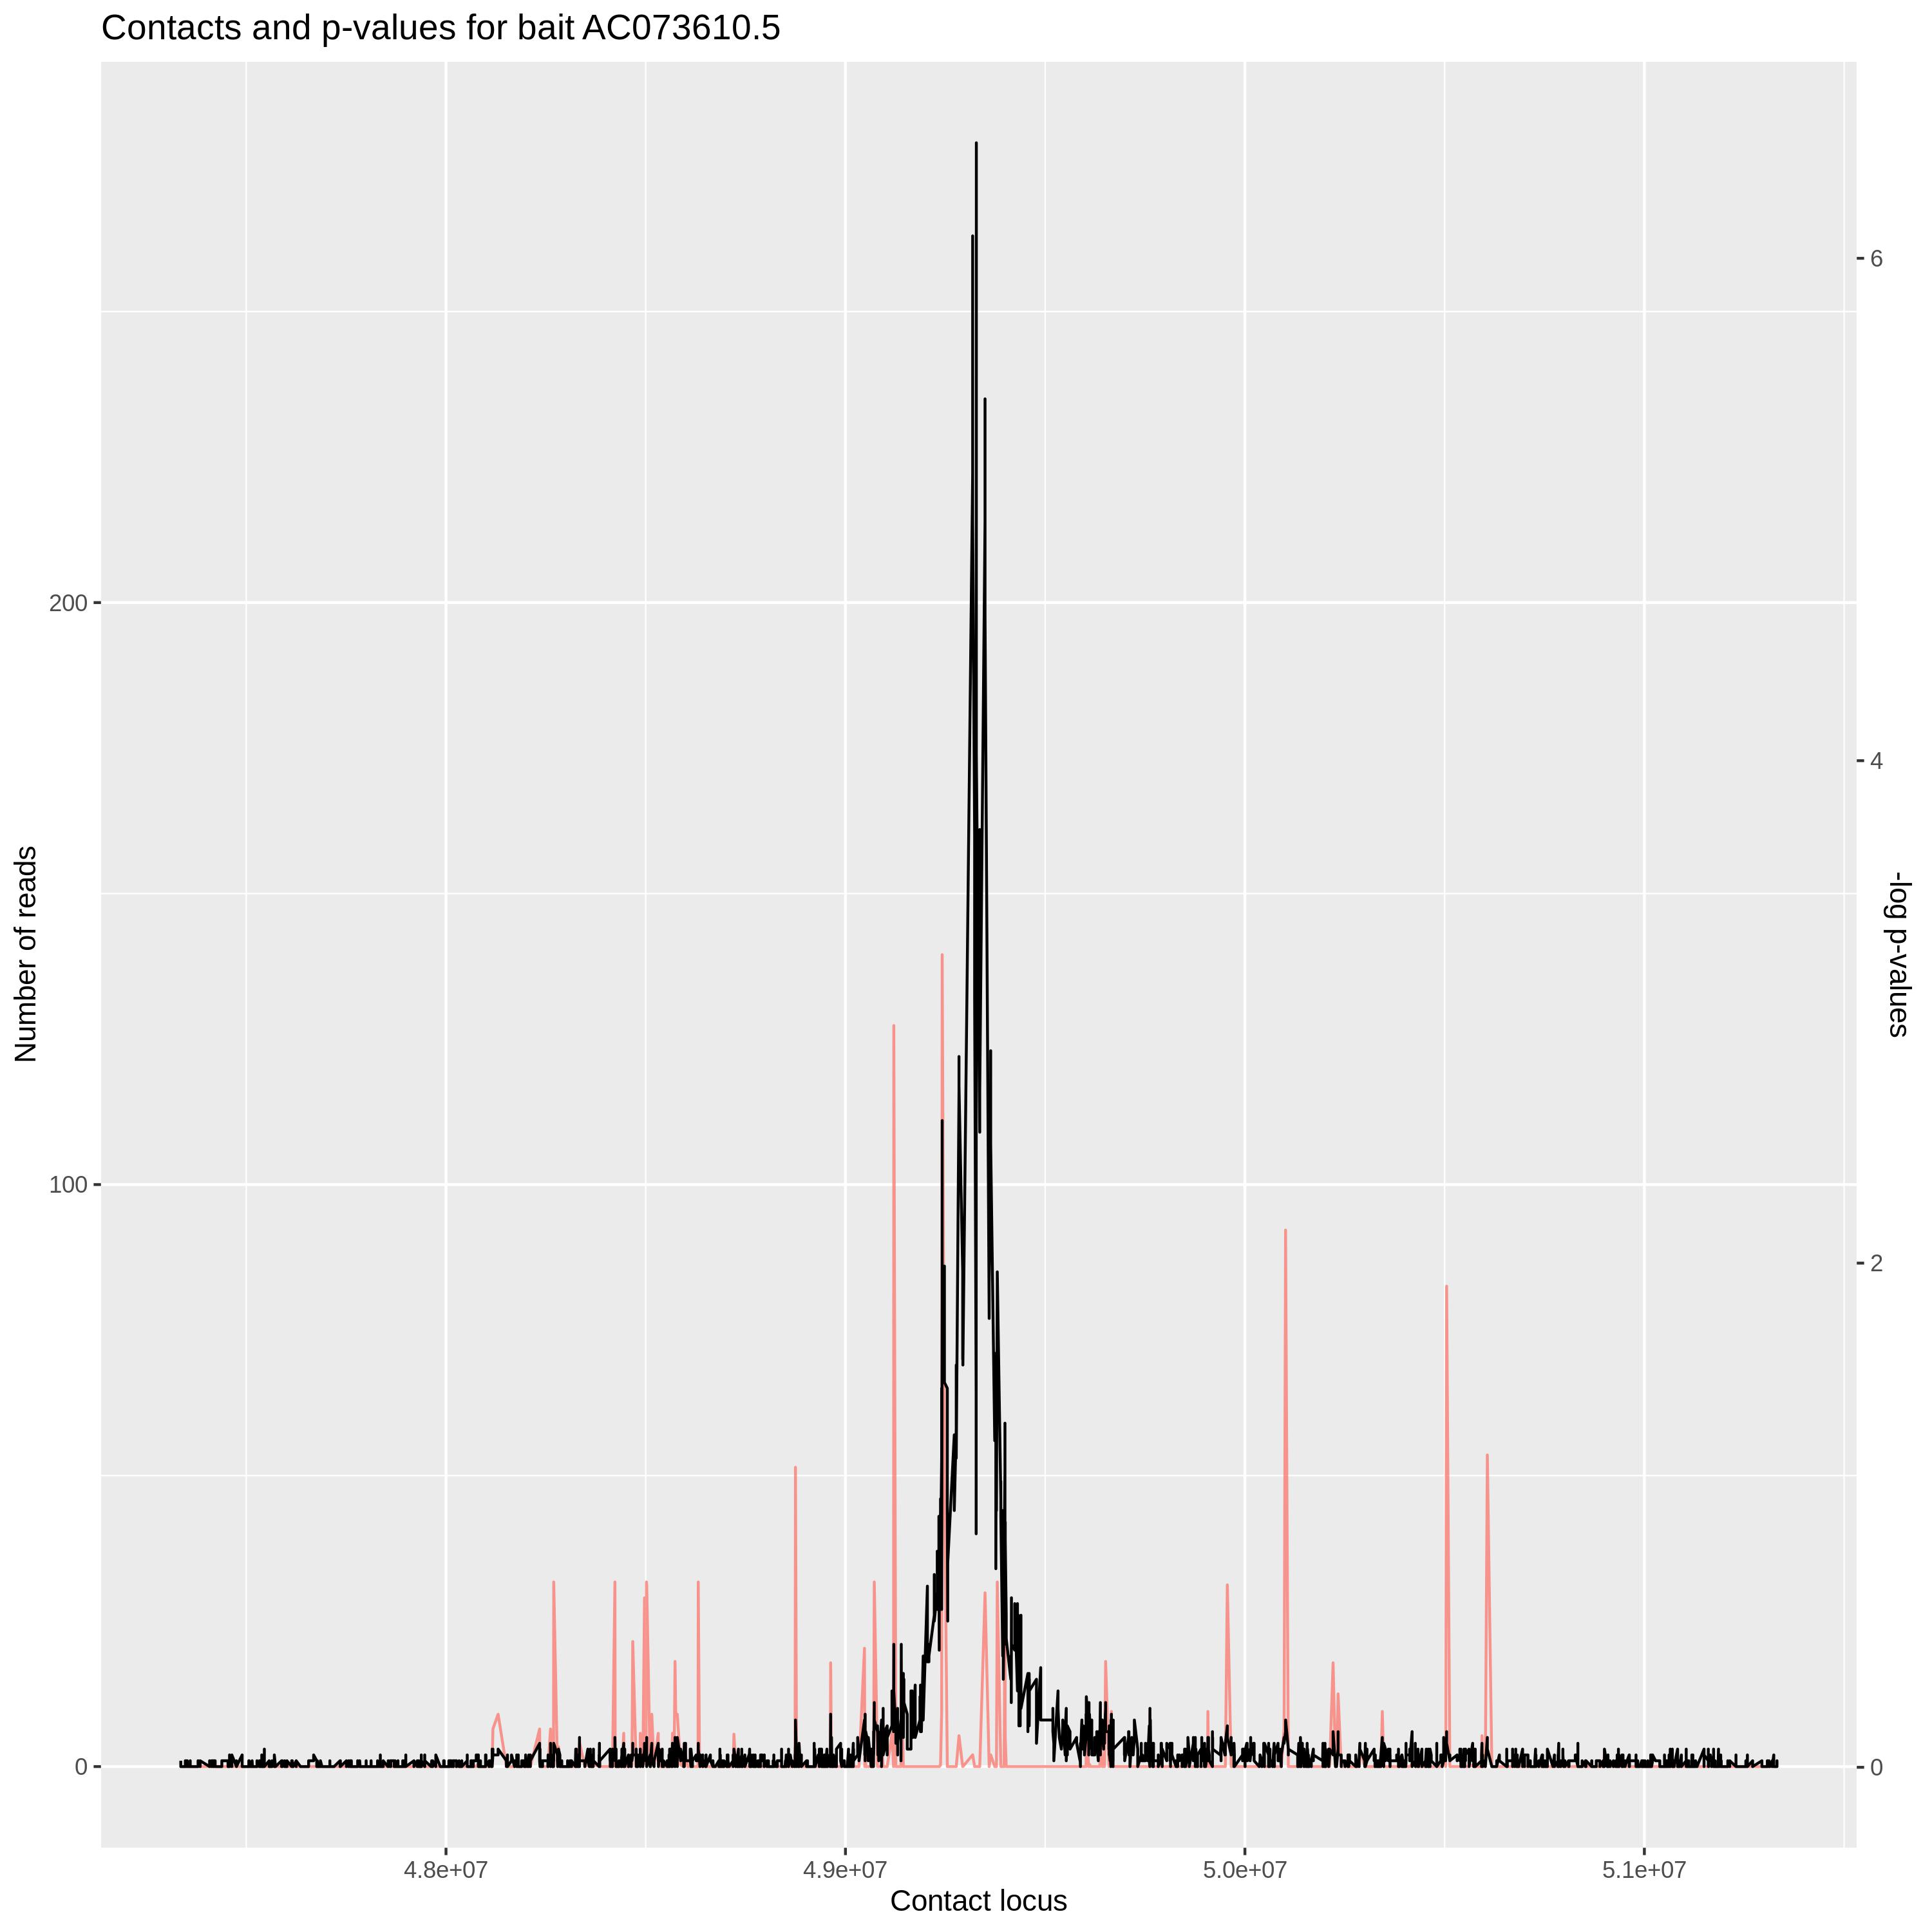 Contacts and p-values for bait AC073610.5
Number of reads
200
100
0
6
4
2
0
-log p-values
4.8e+07 4.9e+07 5.0e+07 5.1e+07
Contact locus